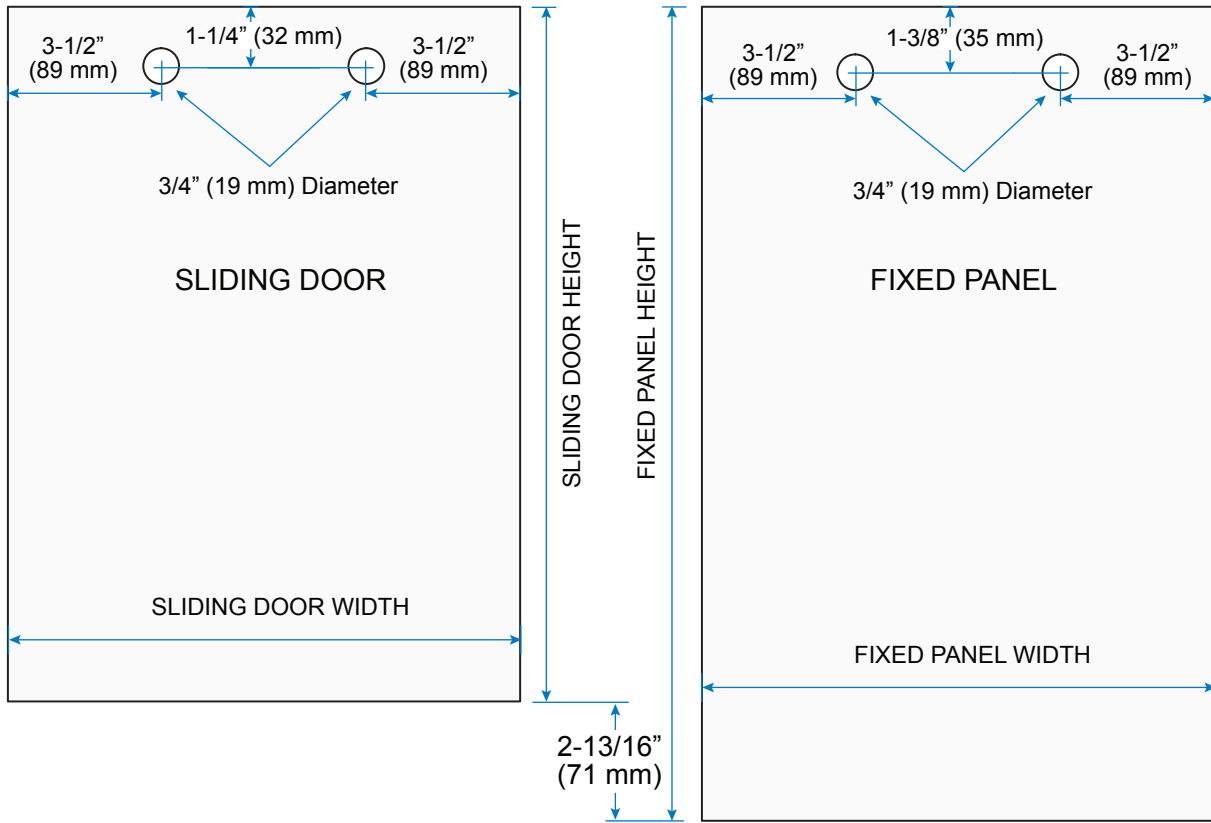 1-1/4” (32 mm)
3-1/2”
(89 mm)
3-1/2”
(89 mm)
3/4” (19 mm) Diameter
SLIDING DOOR
SLIDING DOOR WIDTH
SLIDING DOOR HEIGHT
2-13/16”
(71 mm)
FIXED PANEL HEIGHT
1-3/8” (35 mm)
3-1/2”
(89 mm)
3-1/2”
(89 mm)
3/4” (19 mm) Diameter
FIXED PANEL
FIXED PANEL WIDTH